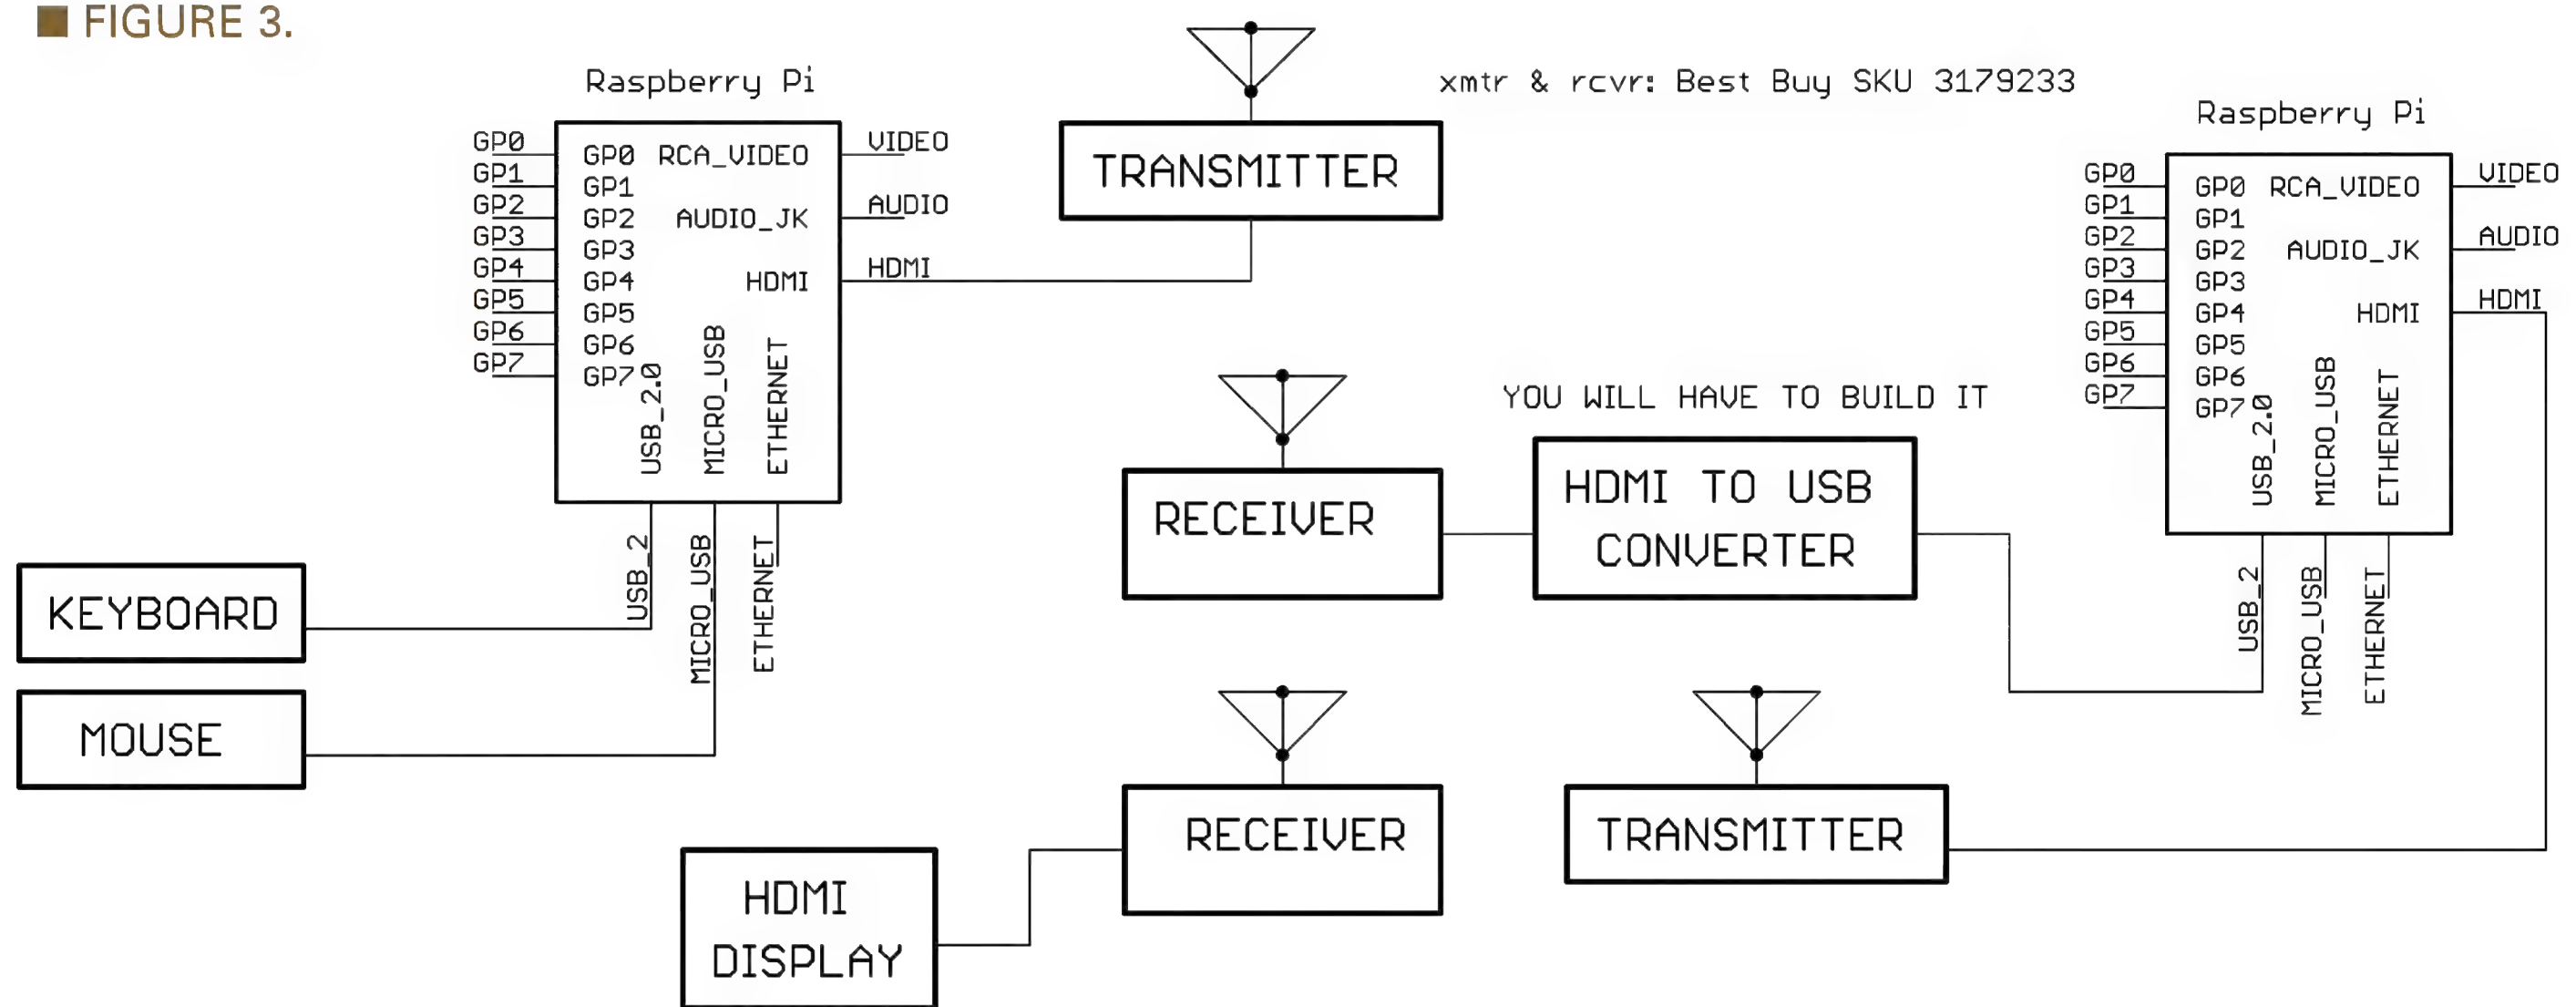 ■ FIGURE 3.
Raspberry Pi
GP0
GP1
GP2
GP3
GP4
GP5
GP6
GP7
GP0
GP1
GP2
GP3
GP4
GP5
GP6
GP7
RCA_VIDEO
AUDIO_JK
HDMI
USB_2.0
MICRO_USB
ETHERNET
VIDEO
AUDIO
HDMI
USB_2
MICRO_USB
ETHERNET
KEYBOARD
MOUSE
TRANSMITTER
xmtr & rcvr: Best Buy SKU 3179233
RECEIVER
YOU WILL HAVE TO BUILD IT
HDMI TO USB
CONVERTER
Raspberry Pi
GP0
GP1
GP2
GP3
GP4
GP5
GP6
GP7
GP0
GP1
GP2
GP3
GP4
GP5
GP6
GP7
RCA_VIDEO
AUDIO_JK
HDMI
USB_2.0
MICRO_USB
ETHERNET
VIDEO
AUDIO
HDMI
USB_2
MICRO_USB
ETHERNET
HDMI
DISPLAY
RECEIVER
TRANSMITTER